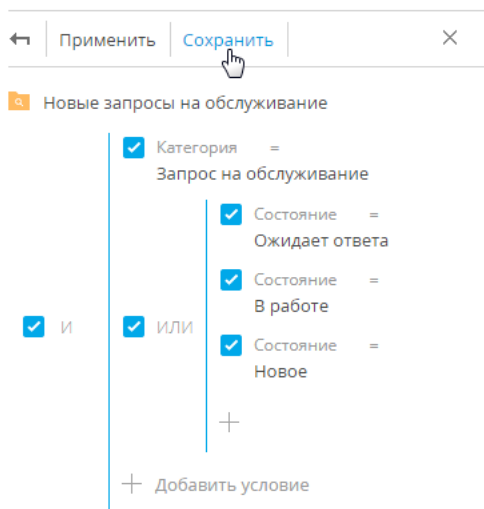 Применить Сохранить
Новые запросы на обслуживание
Категория =
Запрос на обслуживание
Состояние =
Ожидает ответа
Состояние =
В работе
И ИЛИ
Состояние =
Новое
Добавить условие